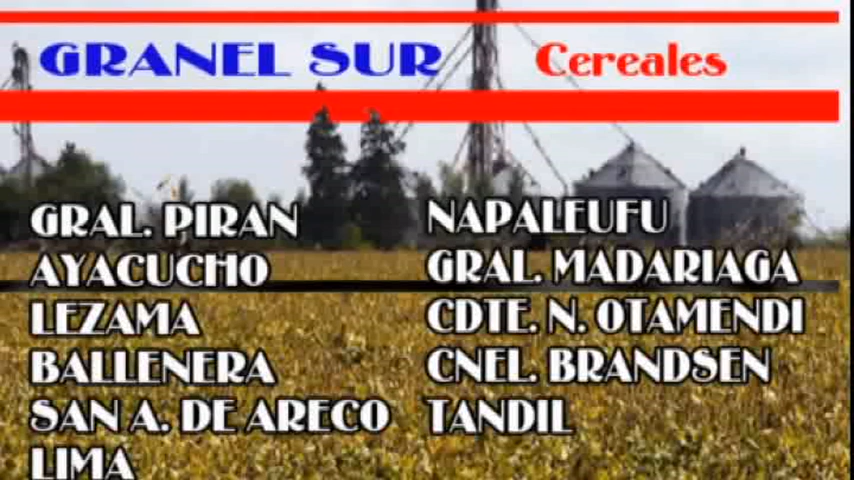 GRANEL SUR Cereales
GRAL. PIRAN
AYACUCHO
LEZAMA
BALLENERA
SAN A. DE ARECO
LIMA
NAPALEUFU
GRAL. MADARIAGA
CDTE. N. OTAMENDI
CNEL. BRANDSEN
TANDIL